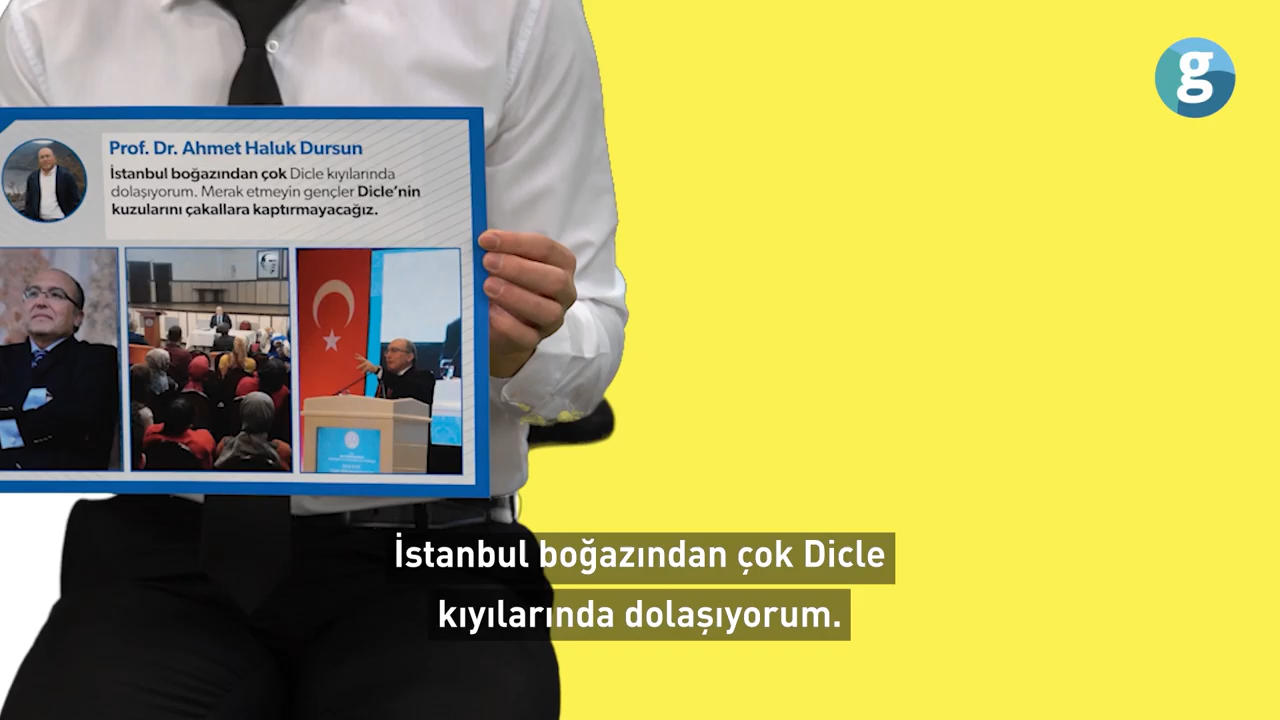 g
Prof. Dr. Ahmet Haluk Dursun
İstanbul boğazından çok Dicle kıyılarında
dolaşıyorum. Merak etmeyin gençler Dicle'nin
kuzularını çakallara kaptırmayacağız.
İstanbul boğazından çok Dicle
kıyılarında dolaşıyorum.